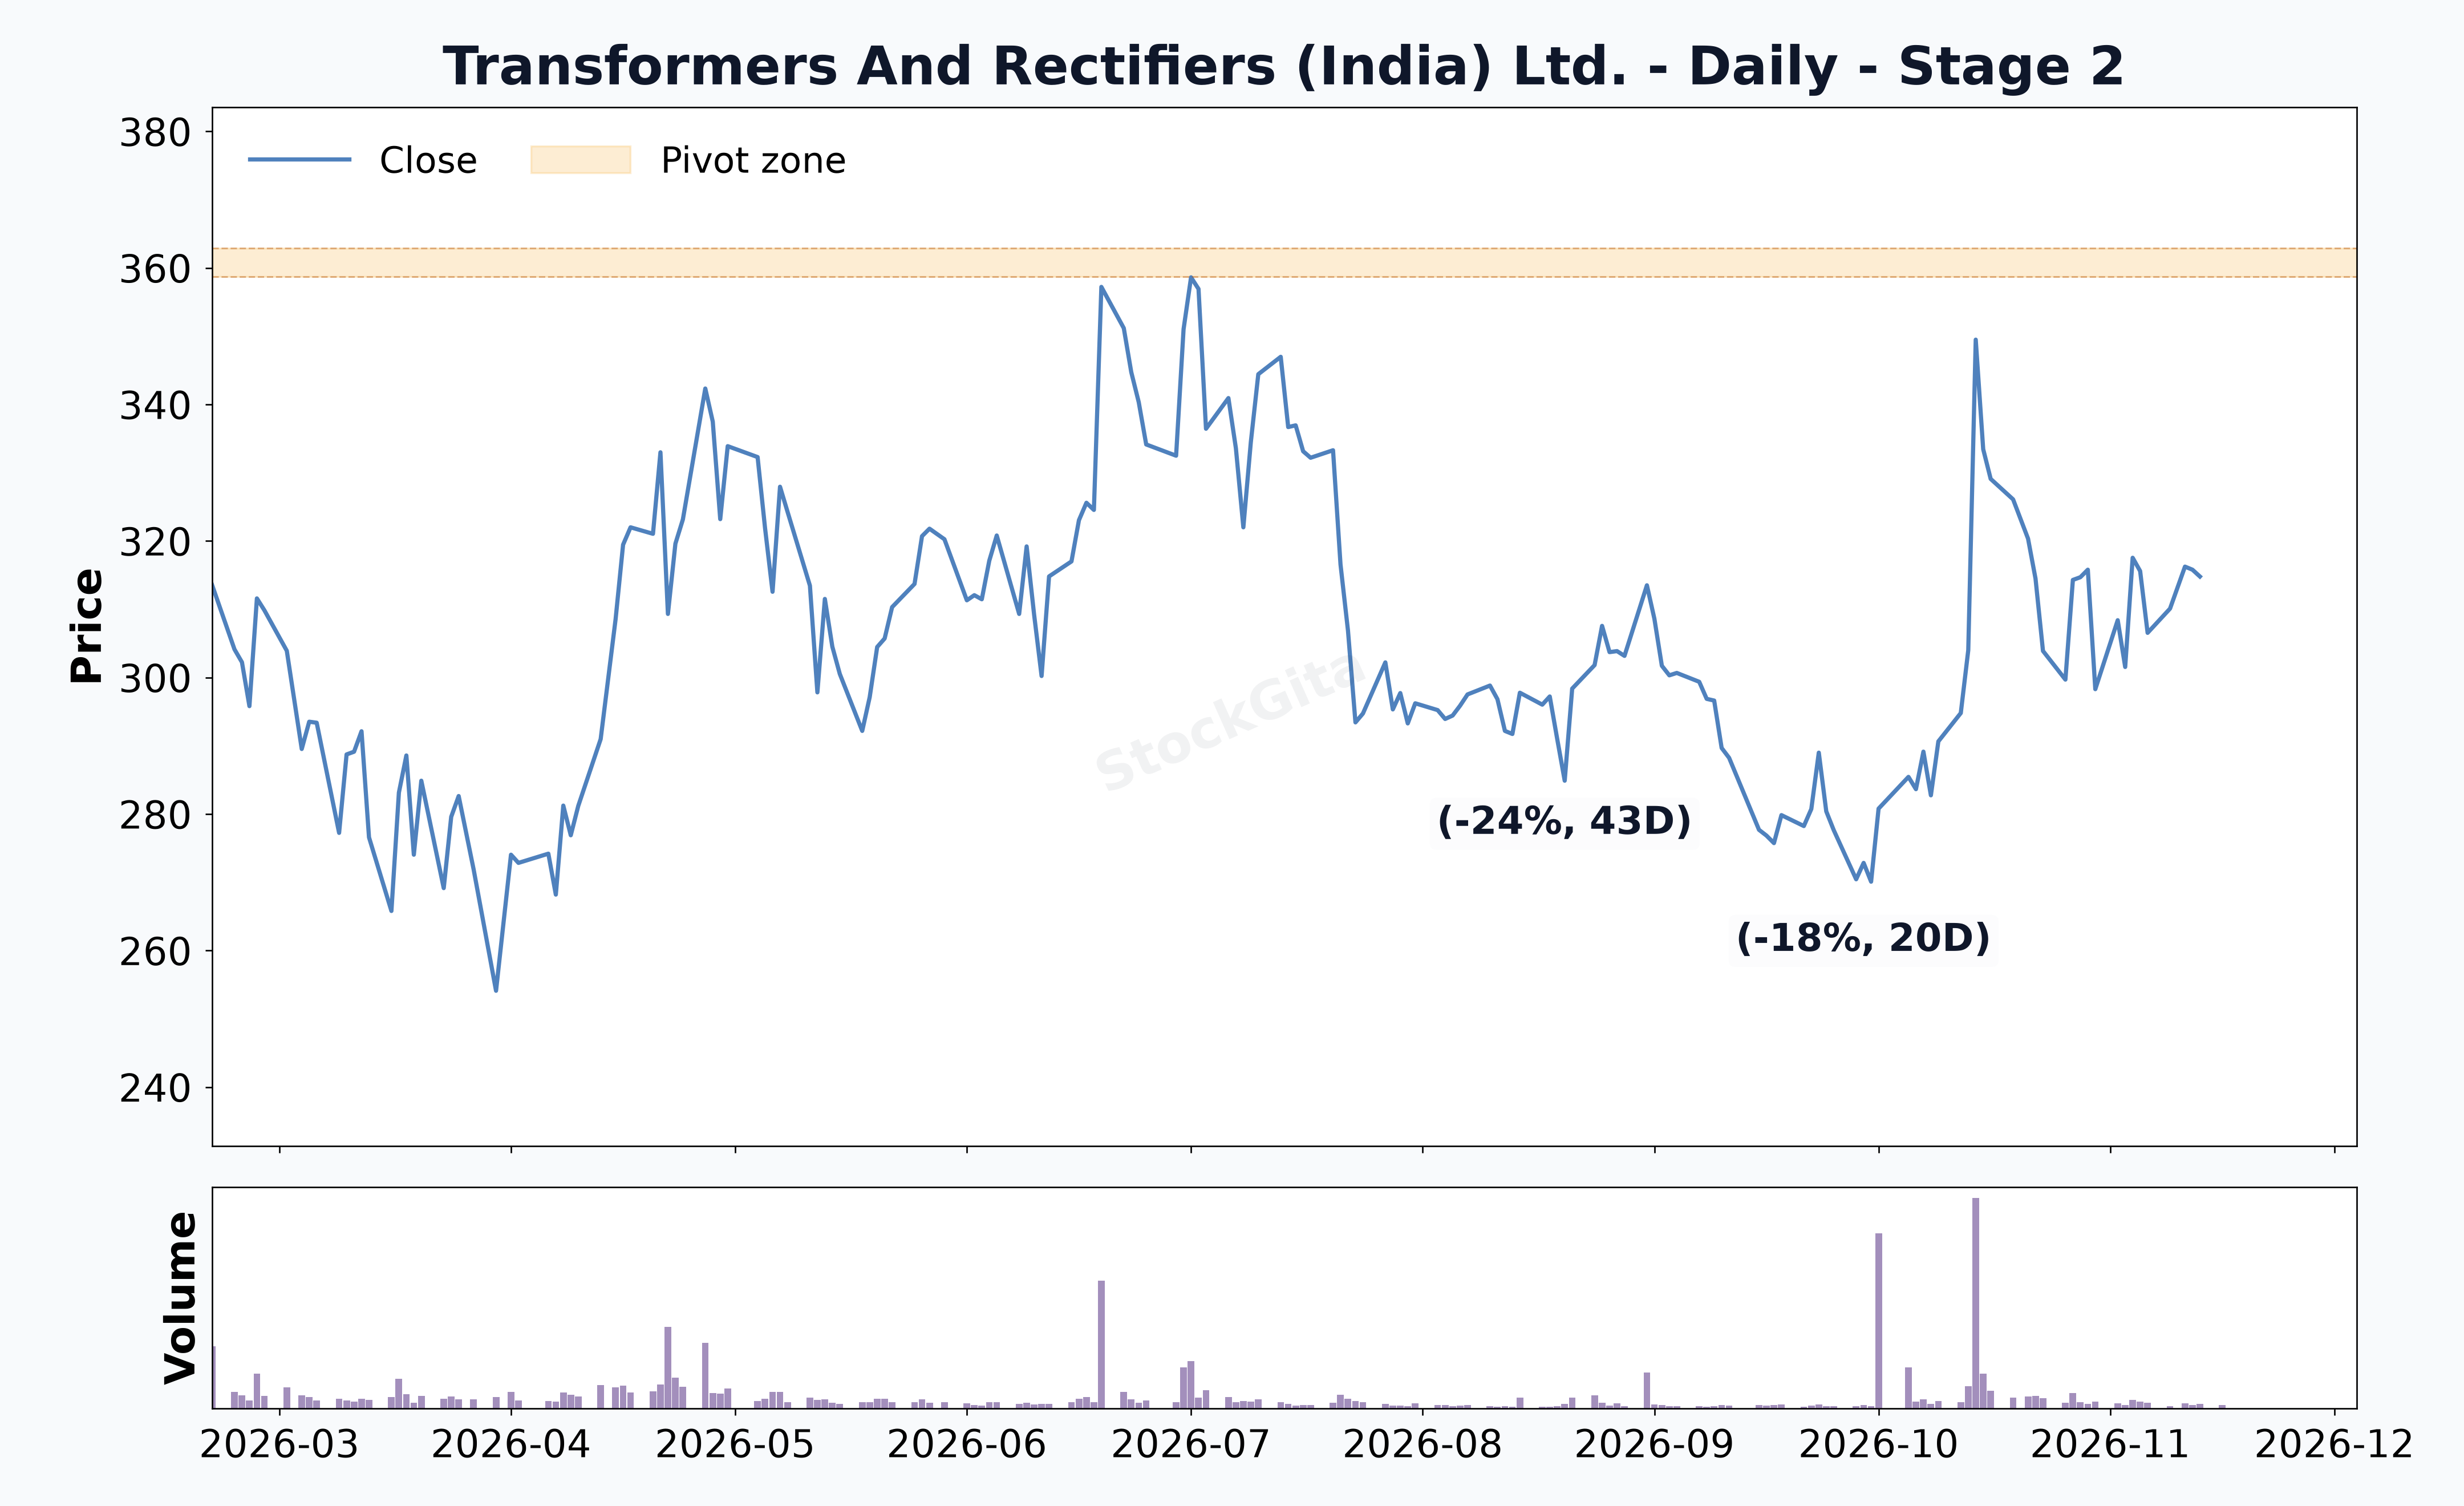 Transformers And Rectifiers (India) Ltd. - Daily - Stage 2
Close
Pivot zone
Price
380
360
340
320
300
280
260
240
StockGita
(-24%, 43D)
(-18%, 20D)
Volume
2026-03
2026-04
2026-05
2026-06
2026-07
2026-08
2026-09
2026-10
2026-11
2026-12